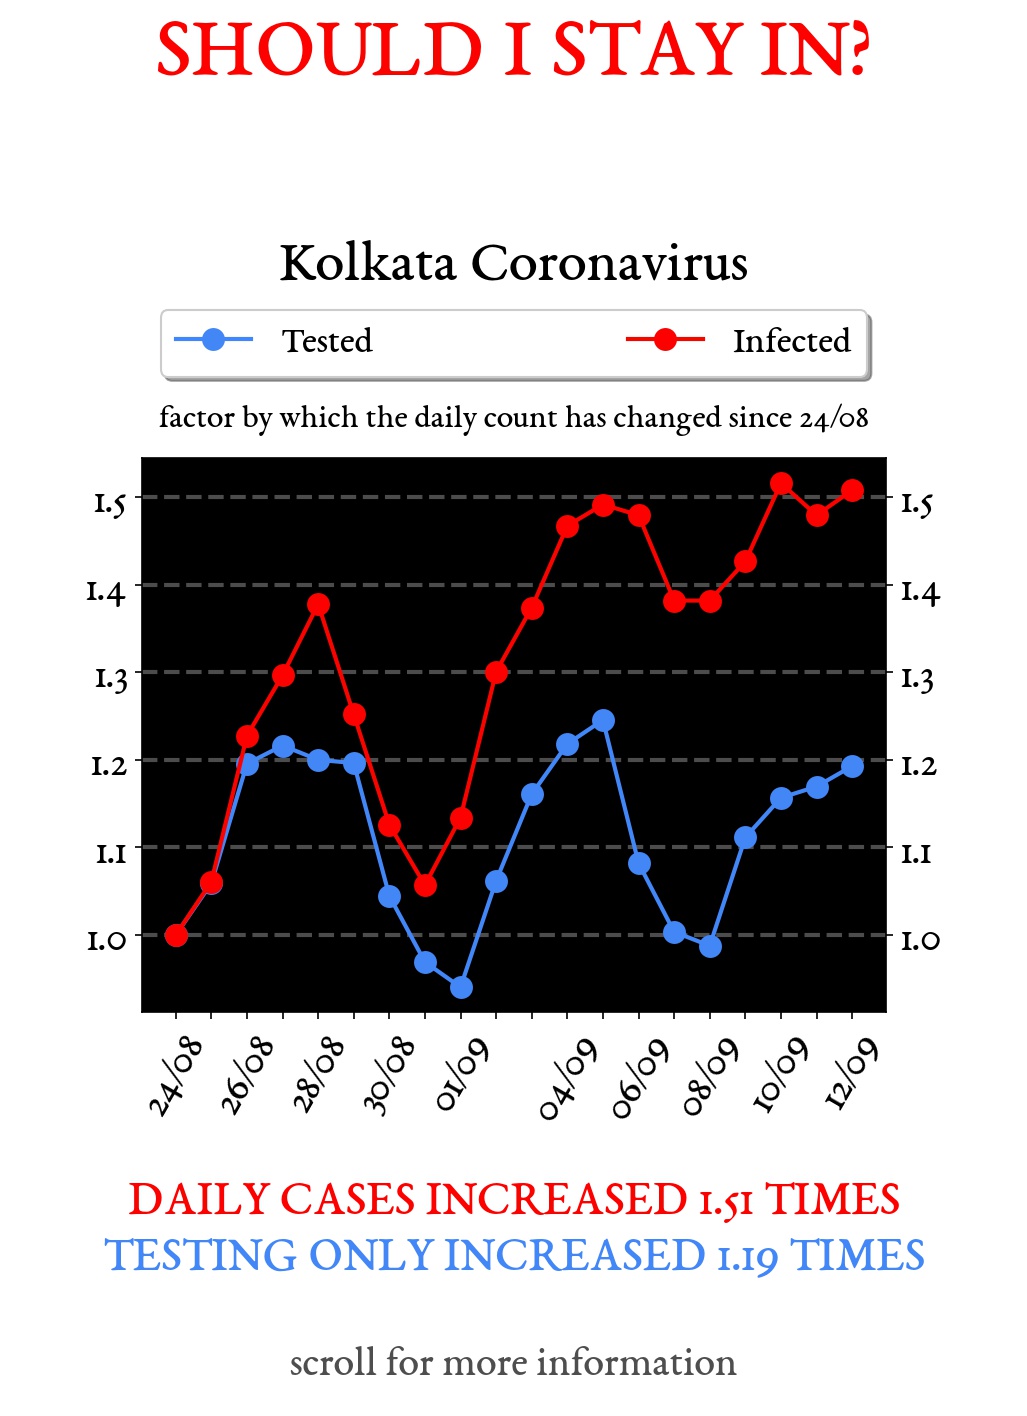 SHOULD I STAY IN?
Kolkata Coronavirus
Tested Infected
factor by which the daily count has changed since 24/08
1.5 1.5
1.4 1.4
1.3 1.3
1.2 1.2
1.1 1.1
1.0 1.0
24/08 26/08 28/08 30/08 01/09 04/09 06/09 08/09 10/09 12/09
DAILY CASES INCREASED 1.51 TIMES
TESTING ONLY INCREASED 1.19 TIMES
scroll for more information